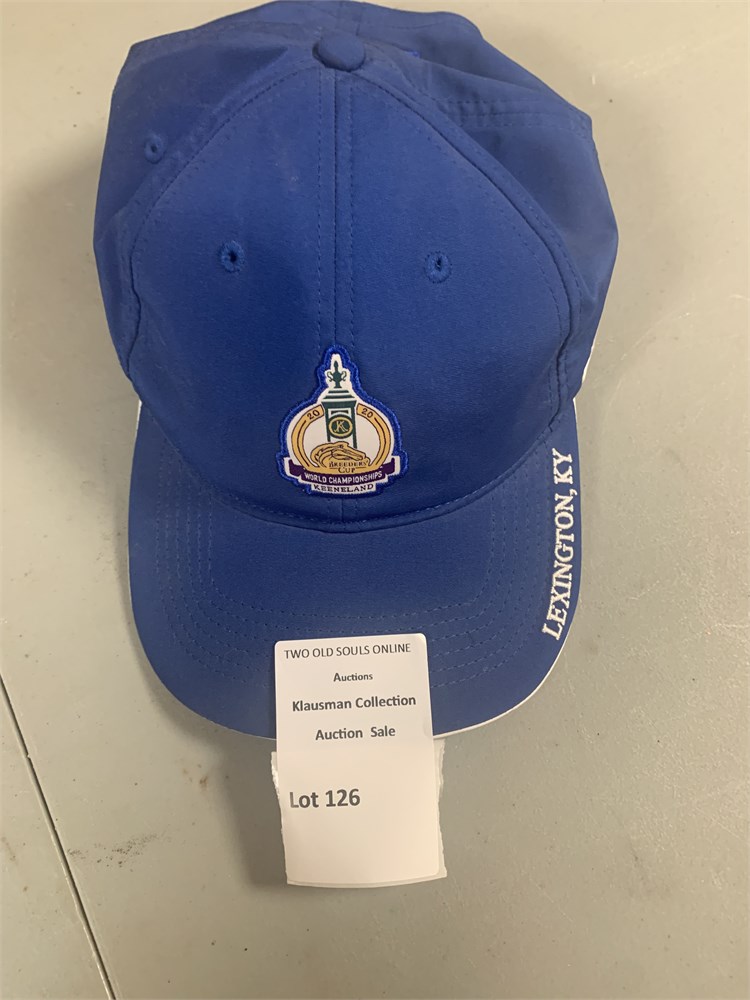 20 20
K
BREEDERS'
CUP
WORLD CHAMPIONSHIPS
KEENELAND
LEXINGTON, KY
TWO OLD SOULS ONLINE
Auctions
Klausman Collection
Auction Sale
Lot 126